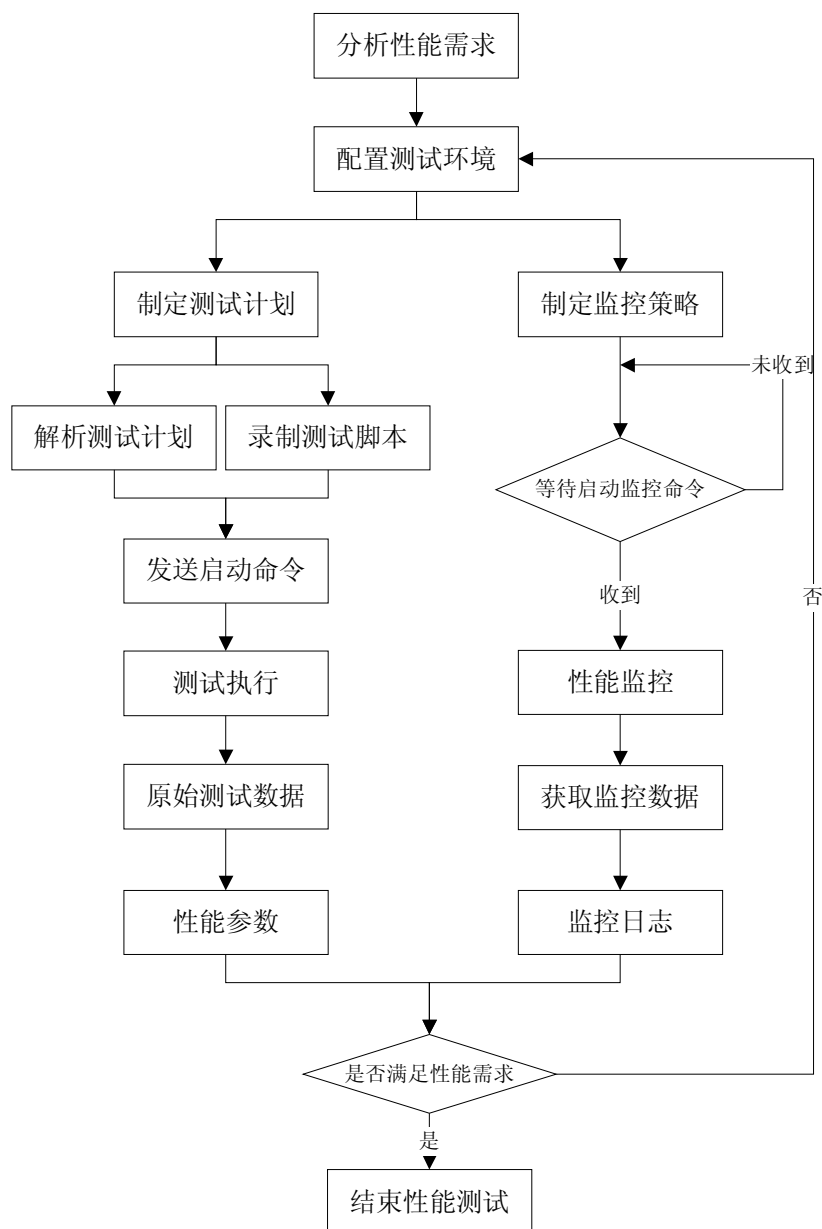 分析性能需求
配置测试环境
制定测试计划
制定监控策略
未收到
解析测试计划
录制测试脚本
等待启动监控命令
发送启动命令
收到
否
测试执行
性能监控
原始测试数据
获取监控数据
性能参数
监控日志
是否满足性能需求
是
结束性能测试